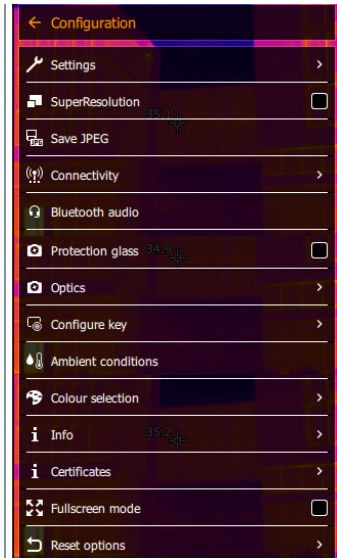 Configuration
Settings
SuperResolution
35.1
Save JPEG
Connectivity
Bluetooth audio
Protection glass 34.9
Optics
Configure key
Ambient conditions
Colour selection
Info 35.2
Certificates
Fullscreen mode
Reset options